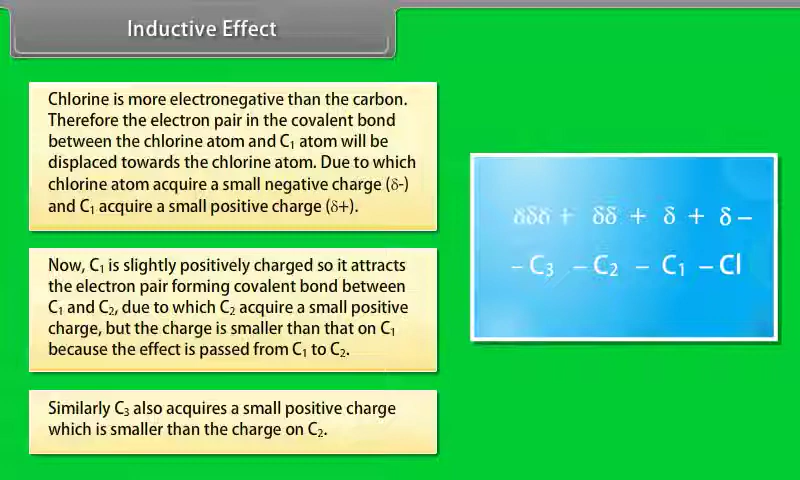 Inductive Effect
Chlorine is more electronegative than the carbon.
Therefore the electron pair in the covalent bond
between the chlorine atom and C₁ atom will be
displaced towards the chlorine atom. Due to which
chlorine atom acquire a small negative charge (δ-)
and C₁ acquire a small positive charge (δ+).
Now, C₁ is slightly positively charged so it attracts
the electron pair forming covalent bond between
C₁ and C₂, due to which C₂ acquire a small positive
charge, but the charge is smaller than that on C₁
because the effect is passed from C₁ to C₂.
Similarly C₃ also acquires a small positive charge
which is smaller than the charge on C₂.
δδδ + δδ + δ + δ –
– C₃ – C₂ – C₁ – Cl